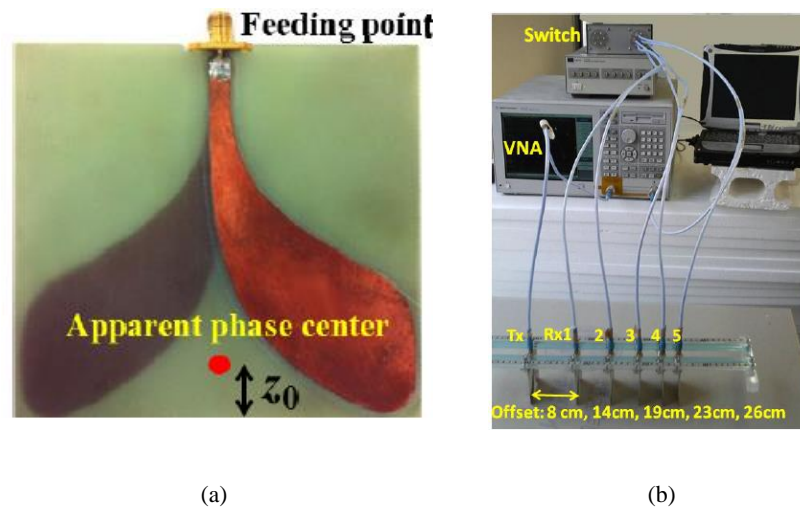 Feeding point
Apparent phase center
z0
Switch
VNA
Tx Rx1 2 3 4 5
Offset: 8 cm, 14cm, 19cm, 23cm, 26cm
(a) (b)